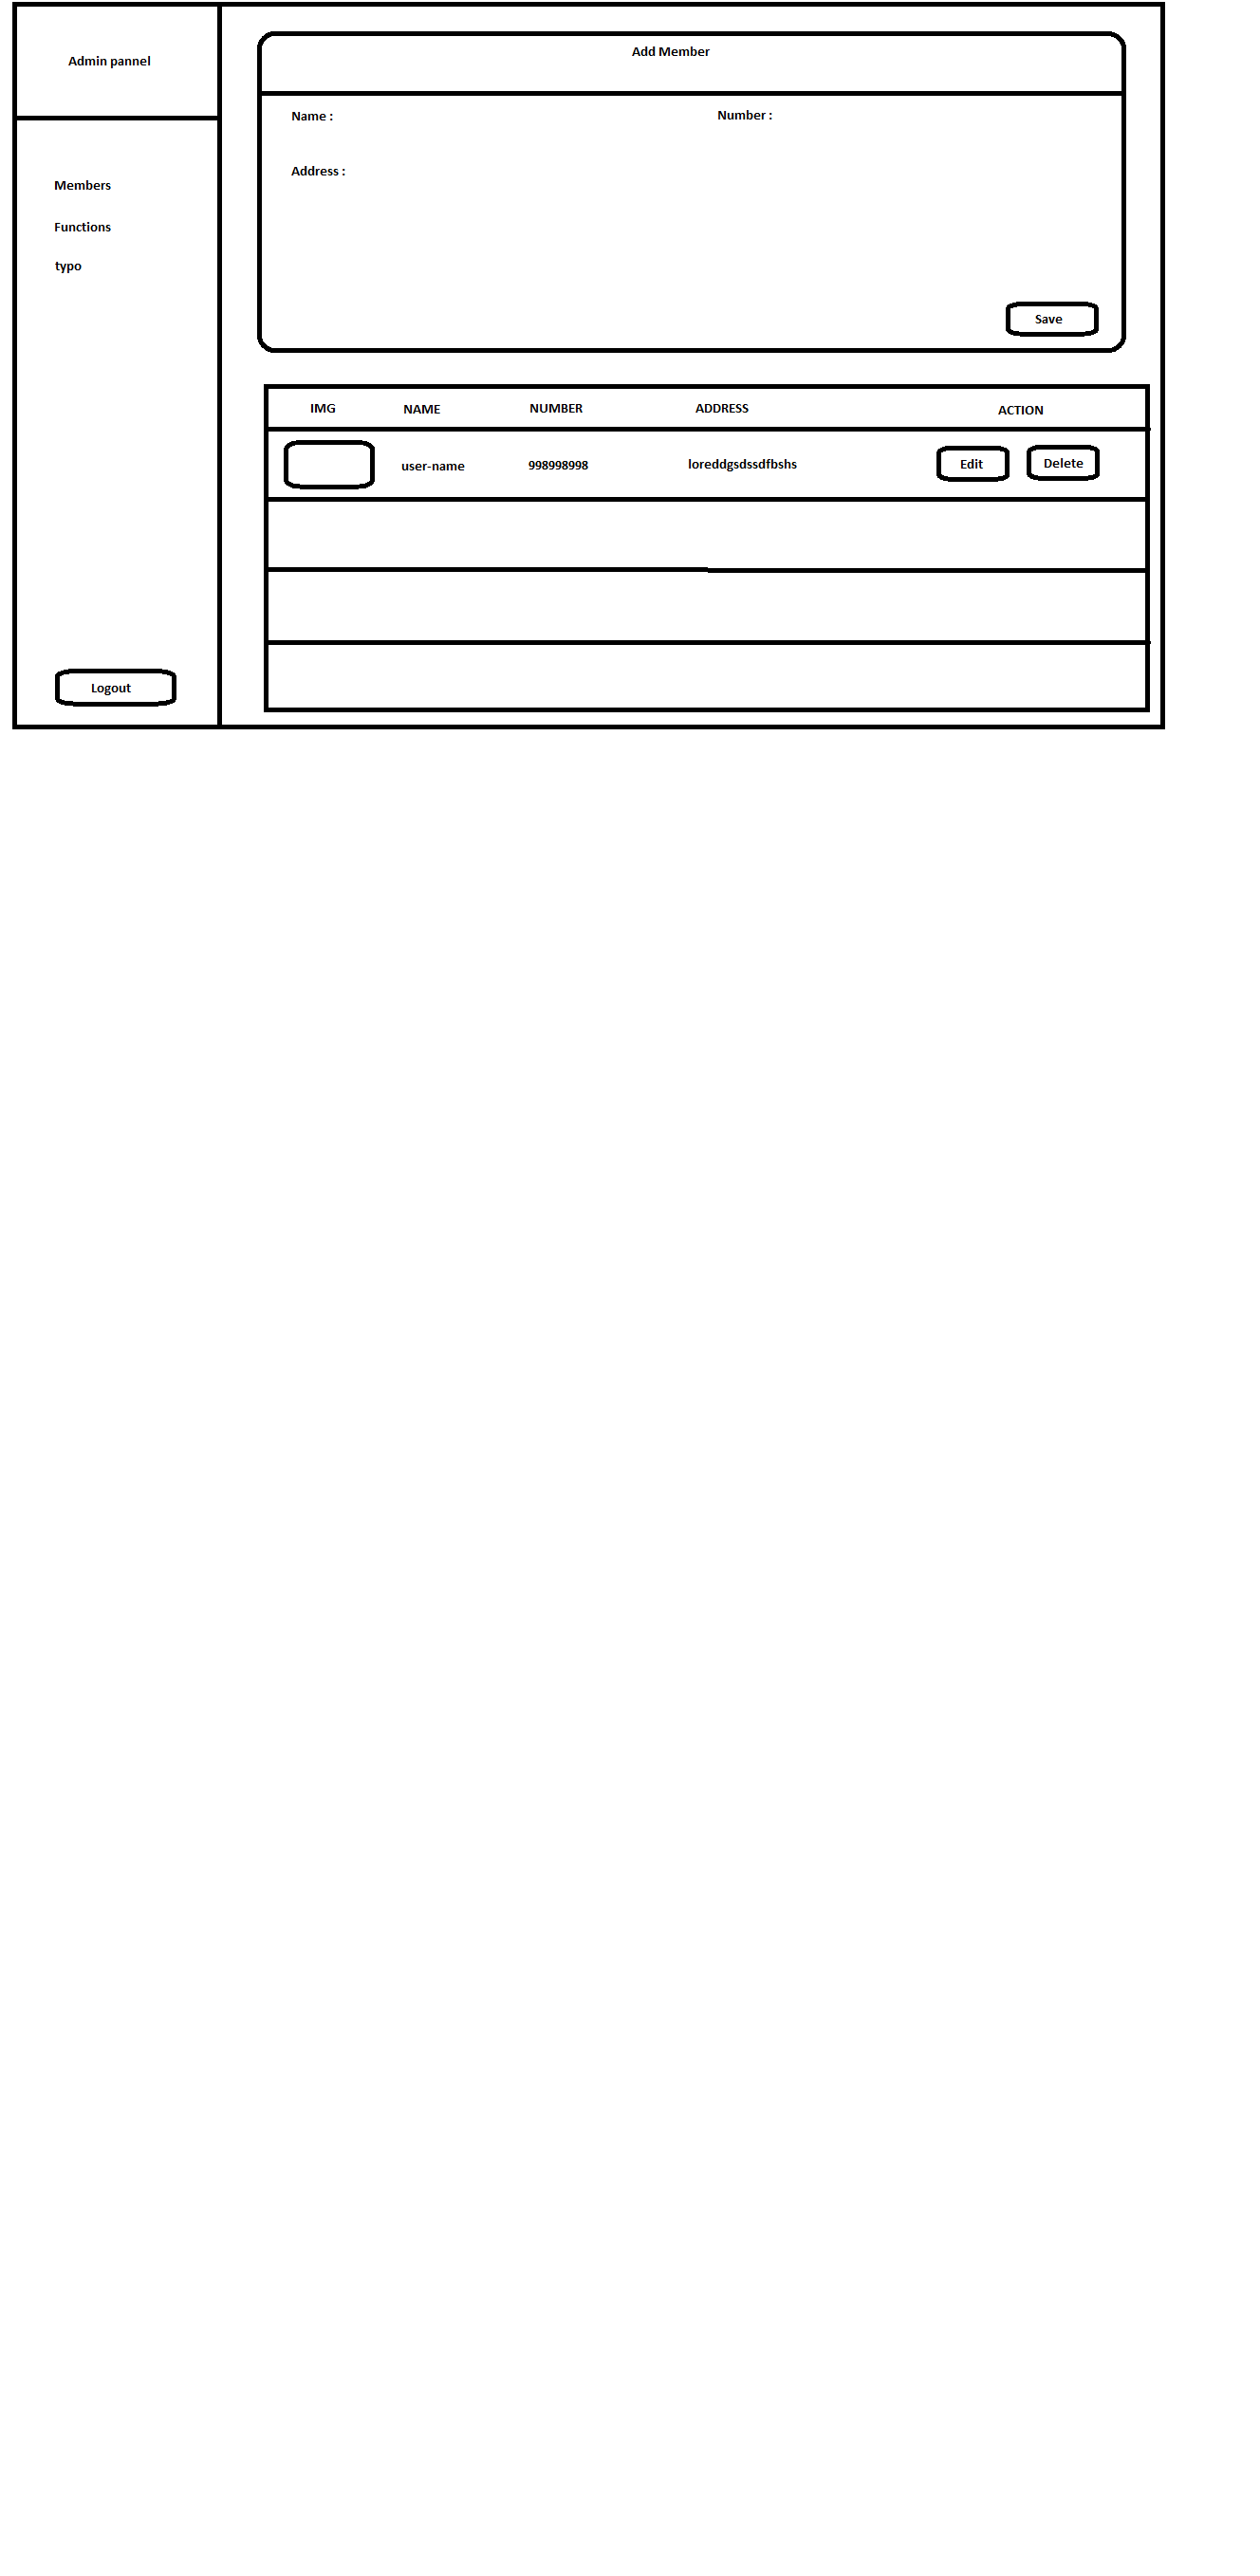 Admin pannel
Members
Functions
typo
Logout
Add Member
Name :
Number :
Address :
Save
IMG NAME NUMBER ADDRESS ACTION
user-name 998998998 loreddgsdssdfbshs Edit Delete